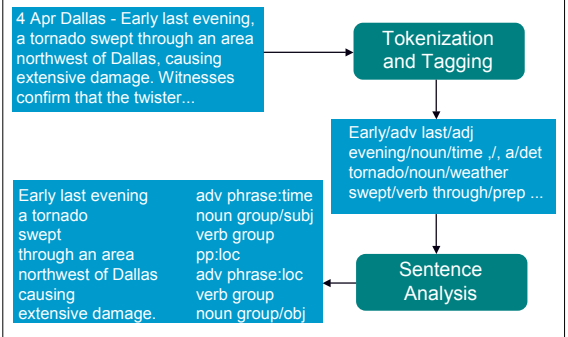 4 Apr Dallas - Early last evening,
a tornado swept through an area
northwest of Dallas, causing
extensive damage. Witnesses
confirm that the twister...
Tokenization
and Tagging
Early/adv last/adj
evening/noun/time ,/, a/det
tornado/noun/weather
swept/verb through/prep ...
Early last evening adv phrase:time
a tornado noun group/subj
swept verb group
through an area pp:loc
northwest of Dallas adv phrase:loc
causing verb group
extensive damage. noun group/obj
Sentence
Analysis